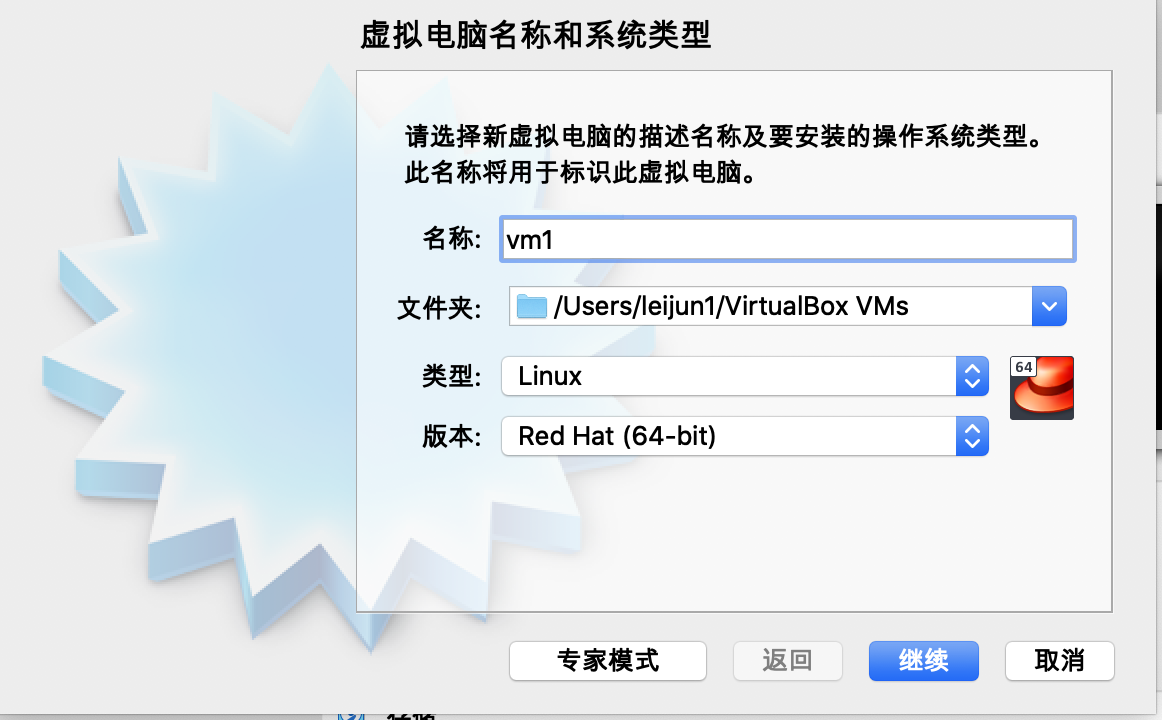 虚拟电脑名称和系统类型
请选择新虚拟电脑的描述名称及要安装的操作系统类型。
此名称将用于标识此虚拟电脑。
名称: vm1
文件夹: /Users/leijun1/VirtualBox VMs
类型: Linux
64
版本: Red Hat (64-bit)
专家模式 返回 继续 取消
存储